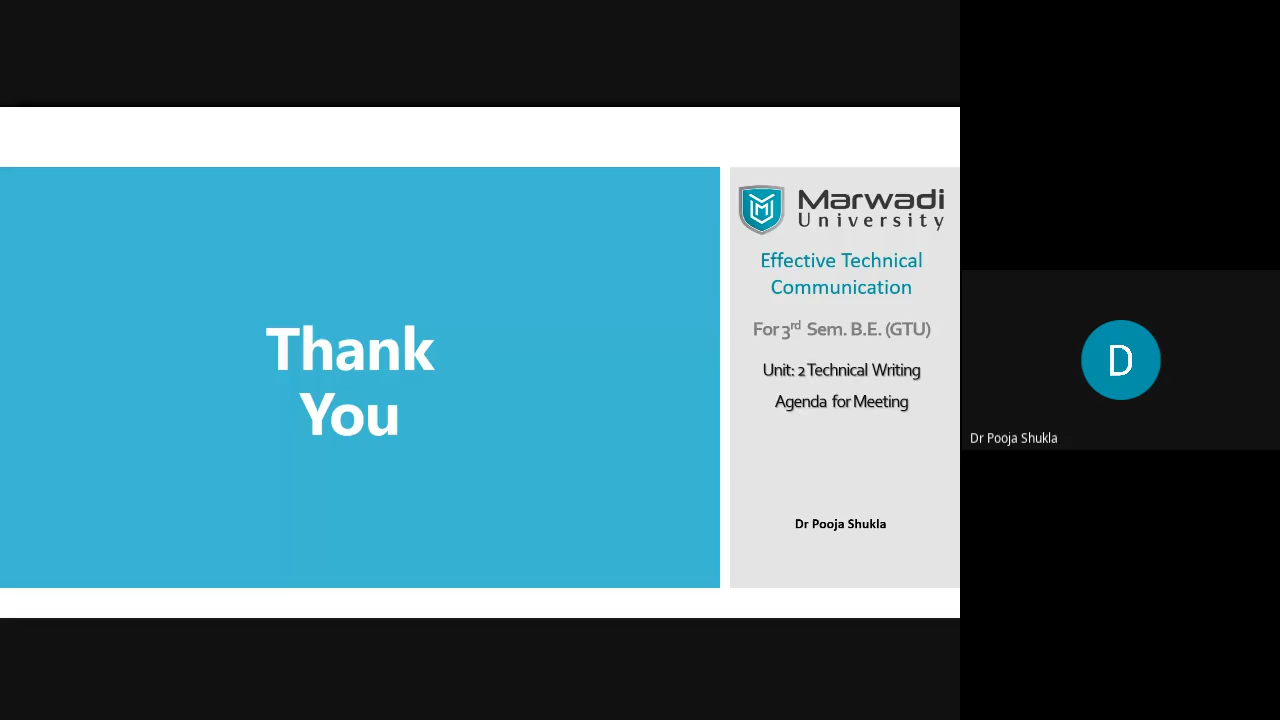 Thank
You
Marwadi
University
Effective Technical
Communication
For 3rd Sem. B.E. (GTU)
Unit: 2 Technical Writing
Agenda for Meeting
Dr Pooja Shukla
D
Dr Pooja Shukla